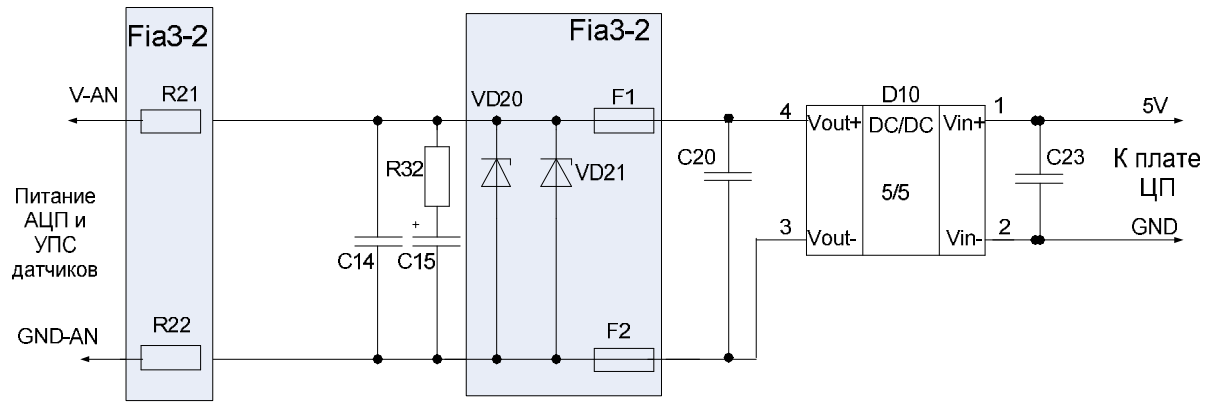 Fia3-2
Fia3-2
V-AN
R21
VD20
F1
D10
4
1
5V
Vout+
DC/DC
Vin+
R32
VD21
C20
C23
К плате
ЦП
5/5
Питание
АЦП и
УПС
датчиков
+
C14
C15
3
2
Vout-
Vin-
GND
GND-AN
R22
F2